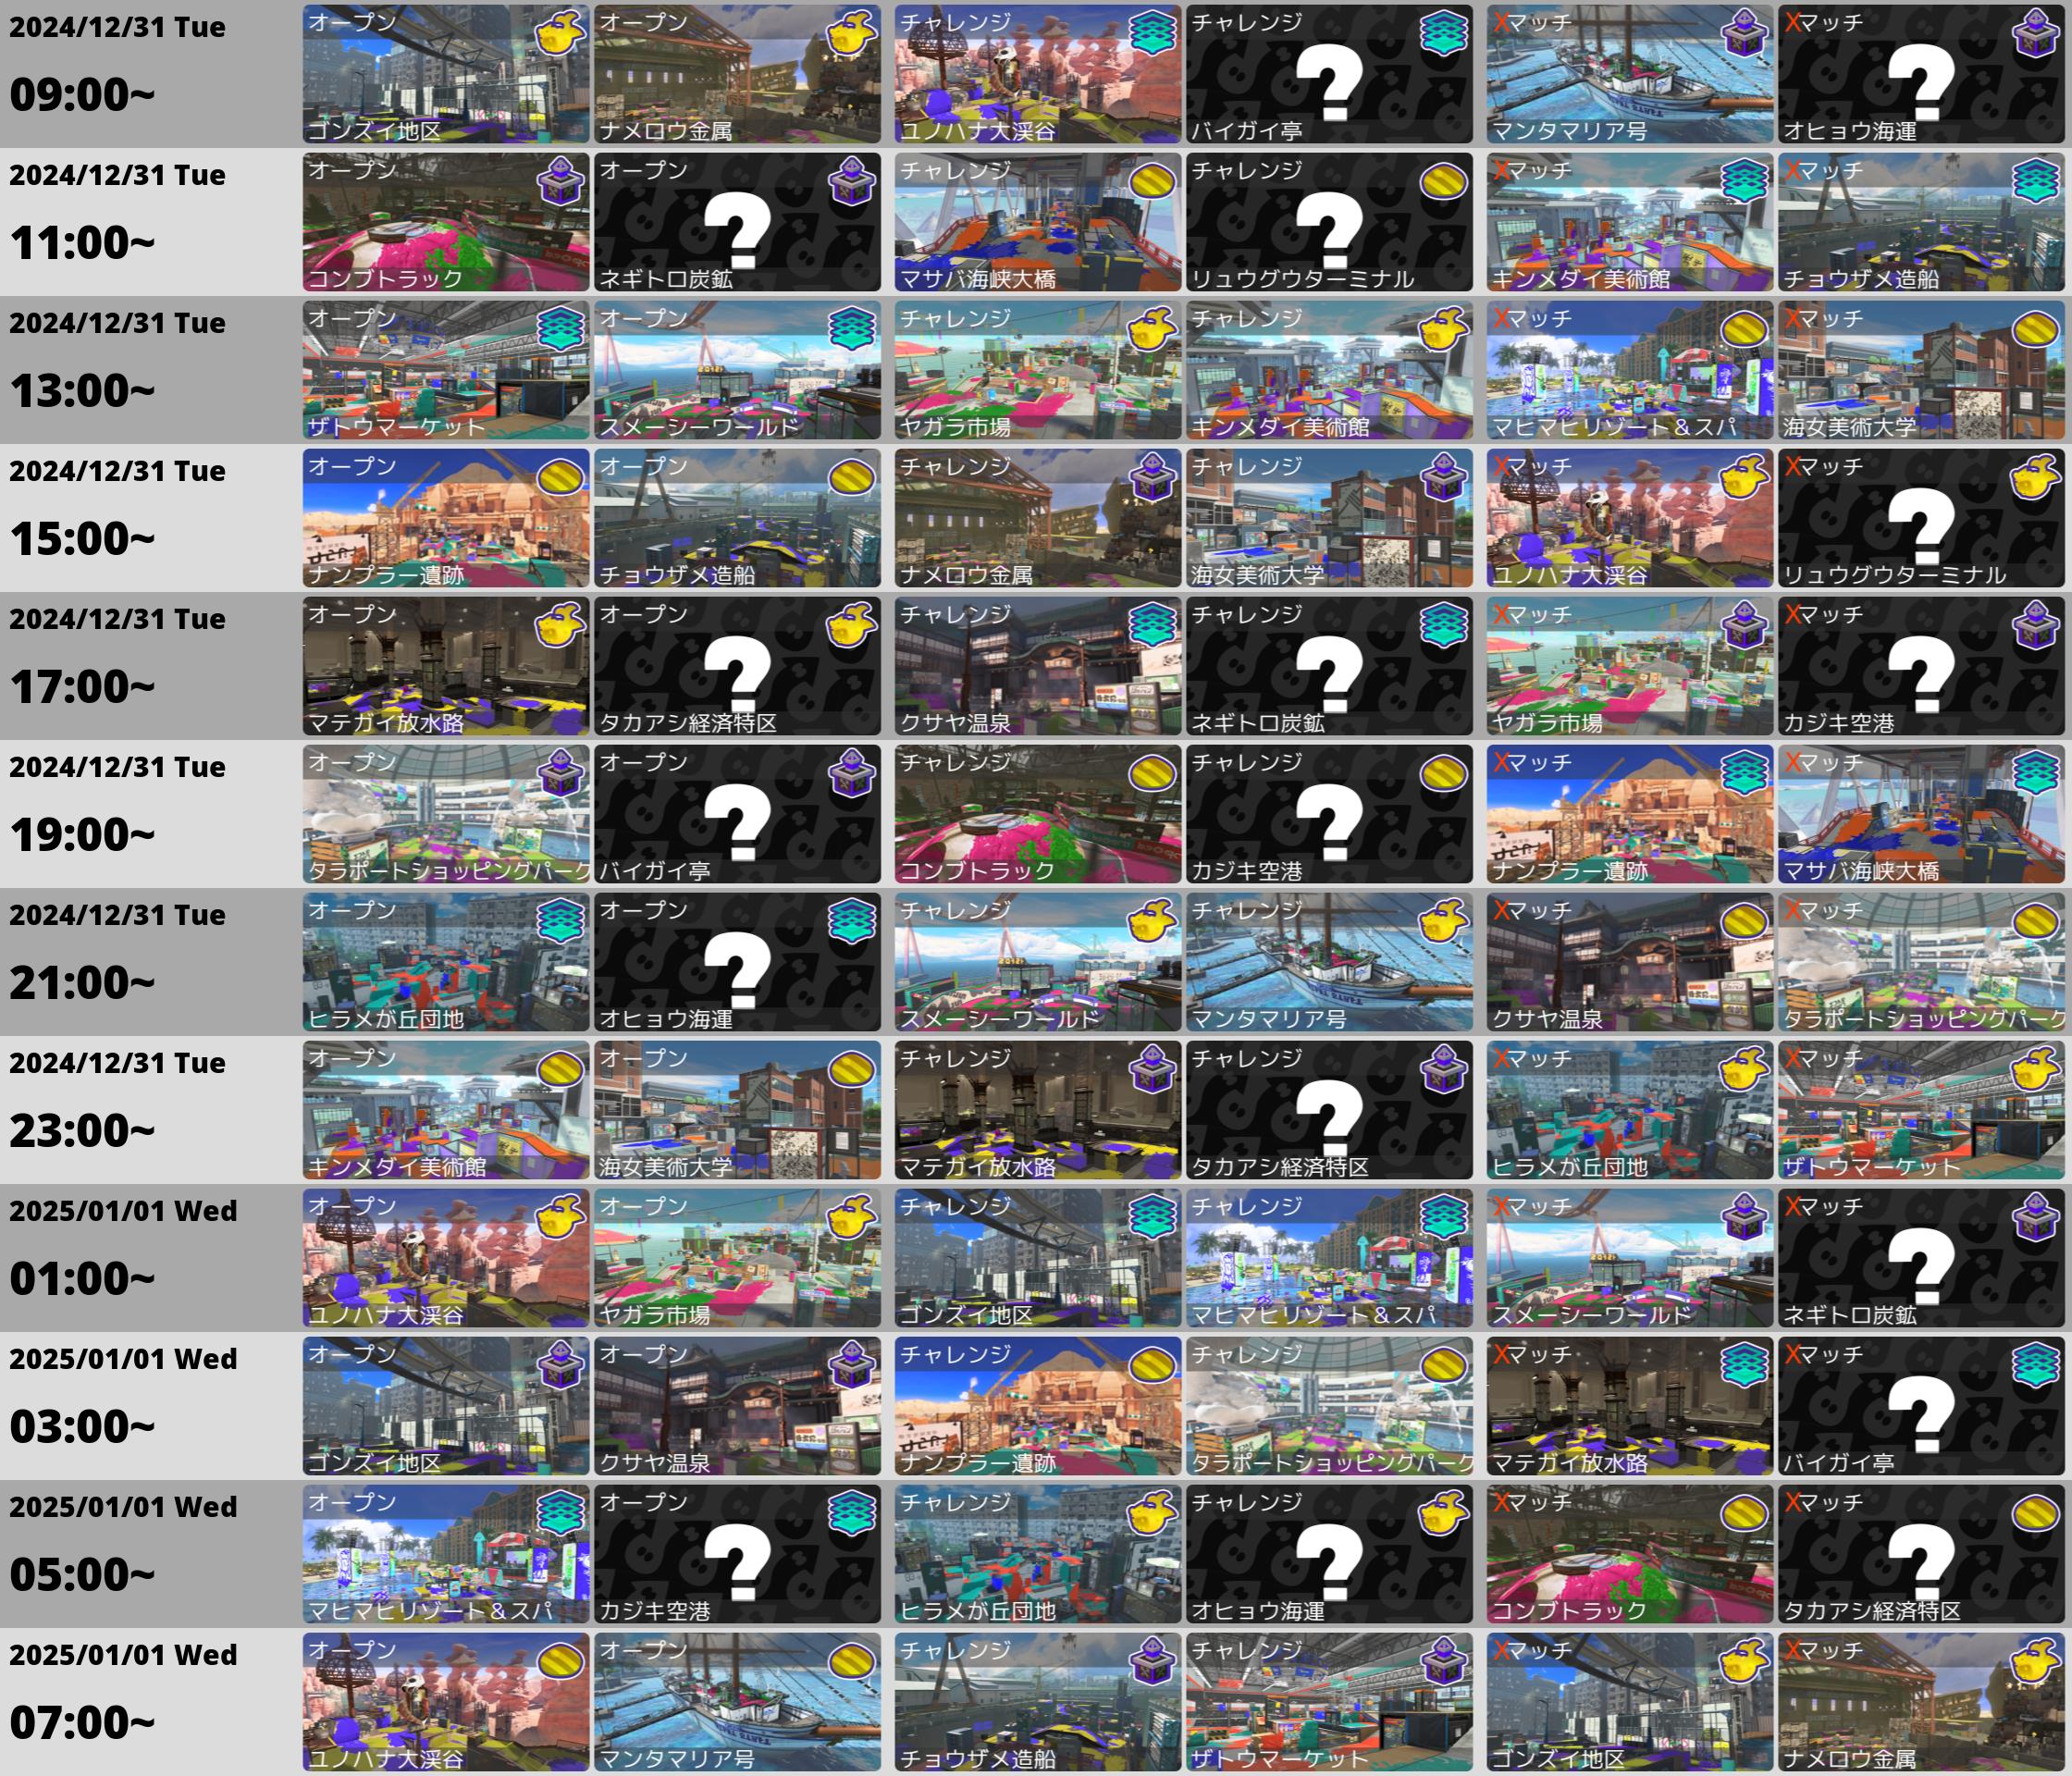 2024/12/31 Tue
09:00~
オープン
ゴンズイ地区
オープン
ナメロウ金属
チャレンジ
ユノハナ大渓谷
チャレンジ
バイガイ亭
Xマッチ
マンタマリア号
Xマッチ
オヒョウ海運
2024/12/31 Tue
11:00~
オープン
コンブトラック
オープン
ネギトロ炭鉱
チャレンジ
マサバ海峡大橋
チャレンジ
リュウグウターミナル
Xマッチ
キンメダイ美術館
Xマッチ
チョウザメ造船
2024/12/31 Tue
13:00~
オープン
ザトウマーケット
オープン
スメーシーワールド
チャレンジ
ヤガラ市場
チャレンジ
キンメダイ美術館
Xマッチ
マヒマヒリゾート＆スパ
Xマッチ
海女美術大学
2024/12/31 Tue
15:00~
オープン
ナンプラー遺跡
オープン
チョウザメ造船
チャレンジ
ナメロウ金属
チャレンジ
海女美術大学
Xマッチ
ユノハナ大渓谷
Xマッチ
リュウグウターミナル
2024/12/31 Tue
17:00~
オープン
マテガイ放水路
オープン
タカアシ経済特区
チャレンジ
クサヤ温泉
チャレンジ
ネギトロ炭鉱
Xマッチ
ヤガラ市場
Xマッチ
カジキ空港
2024/12/31 Tue
19:00~
オープン
タラポートショッピングパーク
オープン
バイガイ亭
チャレンジ
コンブトラック
チャレンジ
カジキ空港
Xマッチ
ナンプラー遺跡
Xマッチ
マサバ海峡大橋
2024/12/31 Tue
21:00~
オープン
ヒラメが丘団地
オープン
オヒョウ海運
チャレンジ
スメーシーワールド
チャレンジ
マンタマリア号
Xマッチ
クサヤ温泉
Xマッチ
タラポートショッピングパーク
2024/12/31 Tue
23:00~
オープン
キンメダイ美術館
オープン
海女美術大学
チャレンジ
マテガイ放水路
チャレンジ
タカアシ経済特区
Xマッチ
ヒラメが丘団地
Xマッチ
ザトウマーケット
2025/01/01 Wed
01:00~
オープン
ユノハナ大渓谷
オープン
ヤガラ市場
チャレンジ
ゴンズイ地区
チャレンジ
マヒマヒリゾート＆スパ
Xマッチ
スメーシーワールド
Xマッチ
ネギトロ炭鉱
2025/01/01 Wed
03:00~
オープン
ゴンズイ地区
オープン
クサヤ温泉
チャレンジ
ナンプラー遺跡
チャレンジ
タラポートショッピングパーク
Xマッチ
マテガイ放水路
Xマッチ
バイガイ亭
2025/01/01 Wed
05:00~
オープン
マヒマヒリゾート＆スパ
オープン
カジキ空港
チャレンジ
ヒラメが丘団地
チャレンジ
オヒョウ海運
Xマッチ
コンブトラック
Xマッチ
タカアシ経済特区
2025/01/01 Wed
07:00~
オープン
ユノハナ大渓谷
オープン
マンタマリア号
チャレンジ
チョウザメ造船
チャレンジ
ザトウマーケット
Xマッチ
ゴンズイ地区
Xマッチ
ナメロウ金属